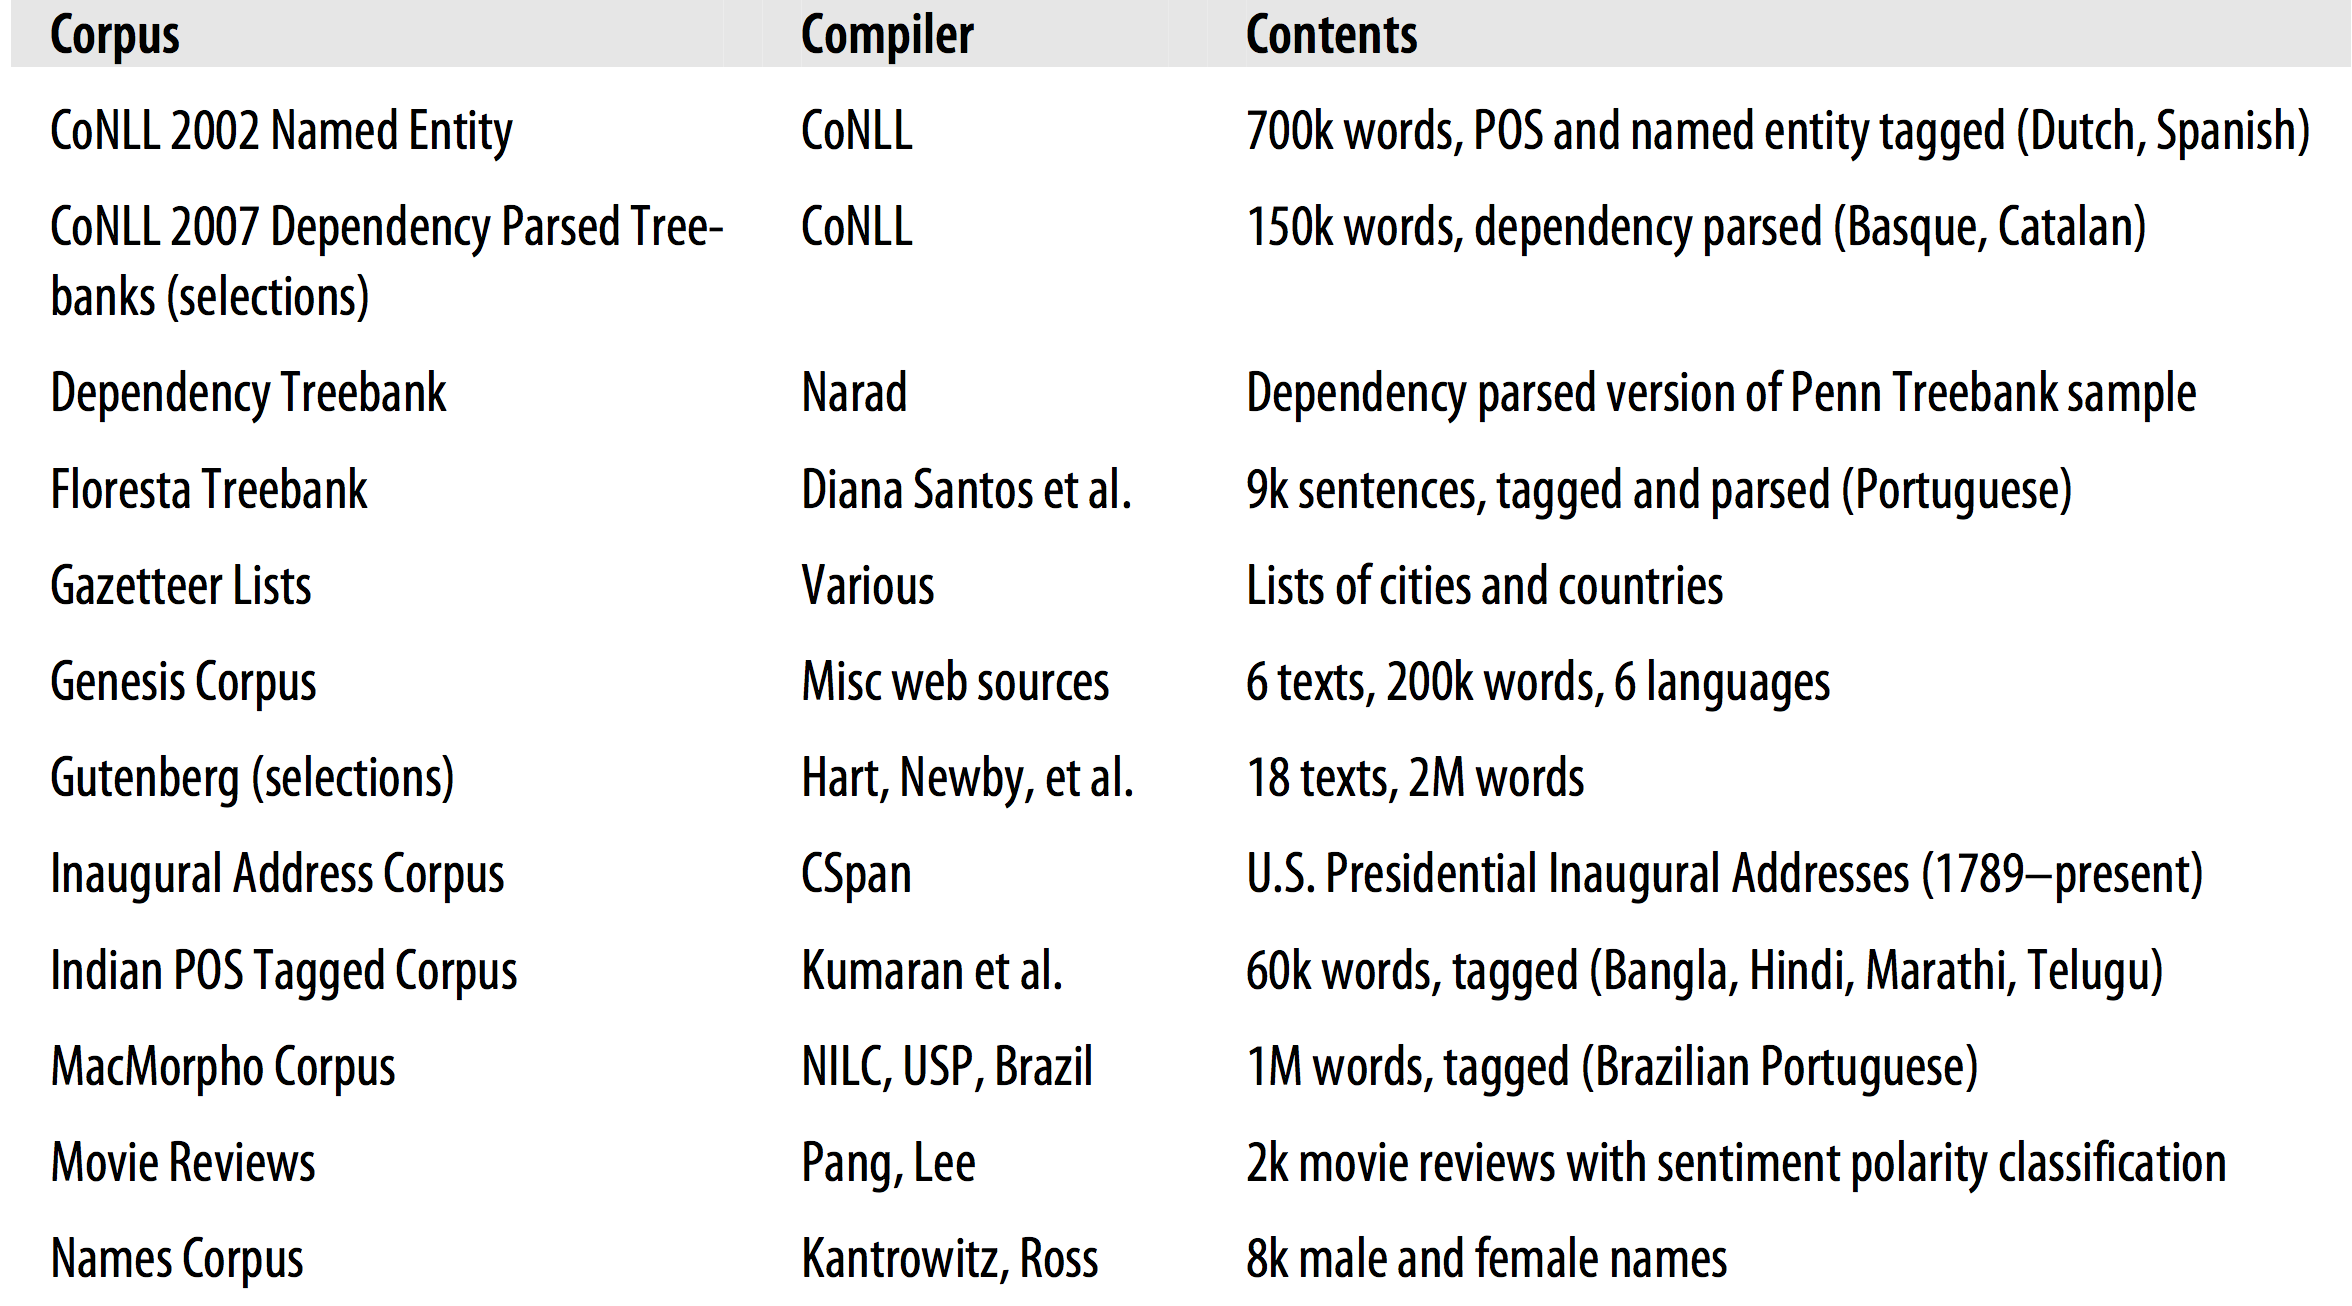 Corpus Compiler Contents
CoNLL 2002 Named Entity CoNLL 700k words, POS and named entity tagged (Dutch, Spanish)
CoNLL 2007 Dependency Parsed Tree- CoNLL 150k words, dependency parsed (Basque, Catalan)
banks (selections)
Dependency Treebank Narad Dependency parsed version of Penn Treebank sample
Floresta Treebank Diana Santos et al. 9k sentences, tagged and parsed (Portuguese)
Gazetteer Lists Various Lists of cities and countries
Genesis Corpus Misc web sources 6 texts, 200k words, 6 languages
Gutenberg (selections) Hart, Newby, et al. 18 texts, 2M words
Inaugural Address Corpus CSpan U.S. Presidential Inaugural Addresses (1789–present)
Indian POS Tagged Corpus Kumaran et al. 60k words, tagged (Bangla, Hindi, Marathi, Telugu)
MacMorpho Corpus NILC, USP, Brazil 1M words, tagged (Brazilian Portuguese)
Movie Reviews Pang, Lee 2k movie reviews with sentiment polarity classification
Names Corpus Kantrowitz, Ross 8k male and female names